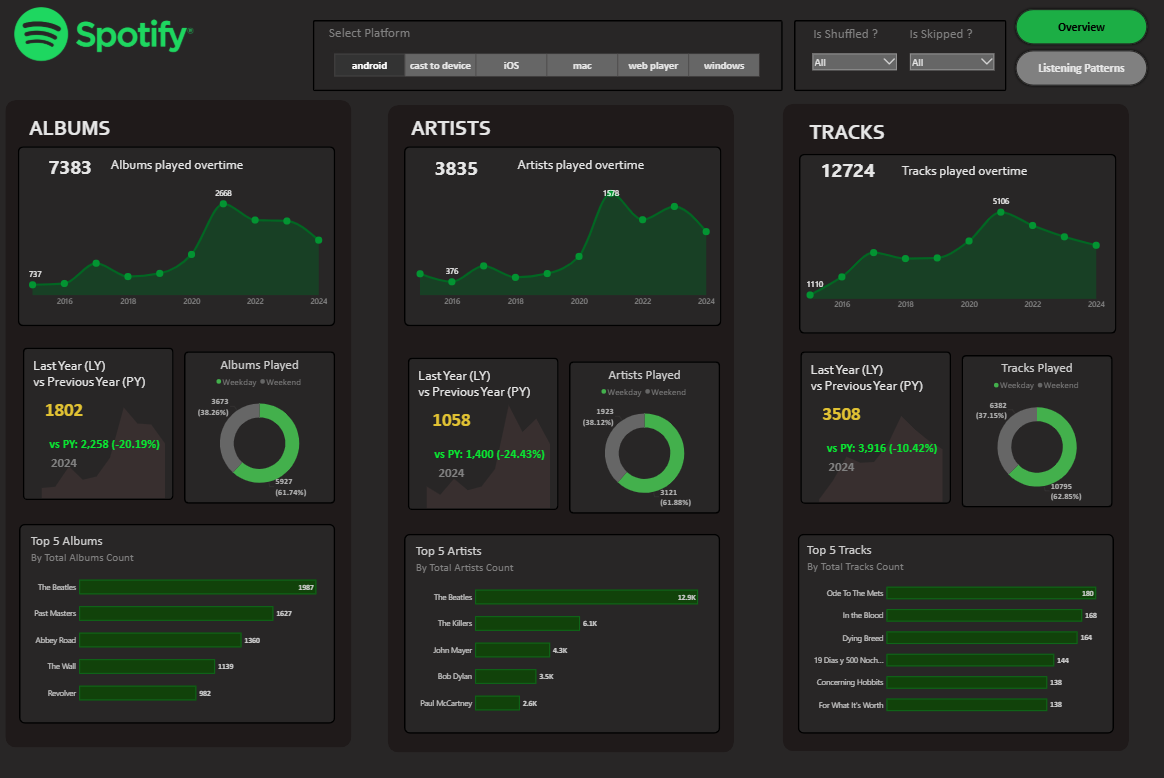 Spotify®
Select Platform
android
cast to device
iOS
mac
web player
windows
Is Shuffled ?
All
Is Skipped ?
All
Overview
Listening Patterns
ALBUMS
7383
Albums played overtime
2668
737
2016
2018
2020
2022
2024
Last Year (LY)
vs Previous Year (PY)
1802
vs PY: 2,258 (-20.19%)
2024
Albums Played
Weekday
Weekend
3673
(38.26%)
5927
(61.74%)
Top 5 Albums
By Total Albums Count
The Beatles 1987
Past Masters 1627
Abbey Road 1360
The Wall 1139
Revolver 982
ARTISTS
3835
Artists played overtime
1578
376
2016
2018
2020
2022
2024
Last Year (LY)
vs Previous Year (PY)
1058
vs PY: 1,400 (-24.43%)
2024
Artists Played
Weekday
Weekend
1923
(38.12%)
3121
(61.88%)
Top 5 Artists
By Total Artists Count
The Beatles 12.9K
The Killers 6.1K
John Mayer 4.3K
Bob Dylan 3.5K
Paul McCartney 2.6K
TRACKS
12724
Tracks played overtime
5106
1110
2016
2018
2020
2022
2024
Last Year (LY)
vs Previous Year (PY)
3508
vs PY: 3,916 (-10.42%)
2024
Tracks Played
Weekday
Weekend
6382
(37.15%)
10795
(62.85%)
Top 5 Tracks
By Total Tracks Count
Ode To The Mets 180
In the Blood 168
Dying Breed 164
19 Dias y 500 Noch... 144
Concerning Hobbits 138
For What It's Worth 138